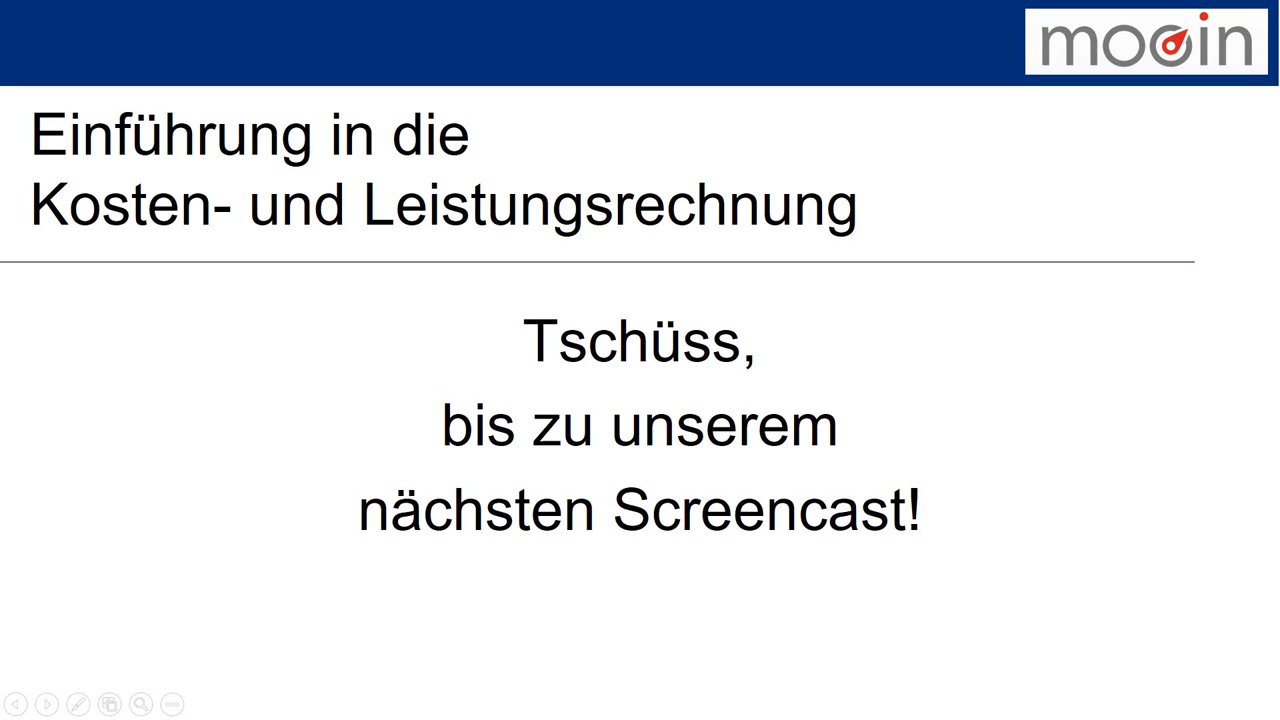 mooin
Einführung in die
Kosten- und Leistungsrechnung
Tschüss,
bis zu unserem
nächsten Screencast!